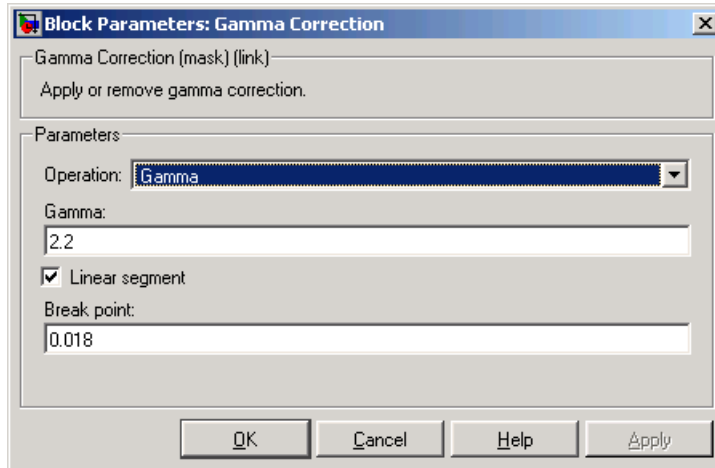 Block Parameters: Gamma Correction
Gamma Correction (mask) (link)
Apply or remove gamma correction.
Parameters
Operation: Gamma
Gamma:
2.2
Linear segment
Break point:
0.018
OK Cancel Help Apply